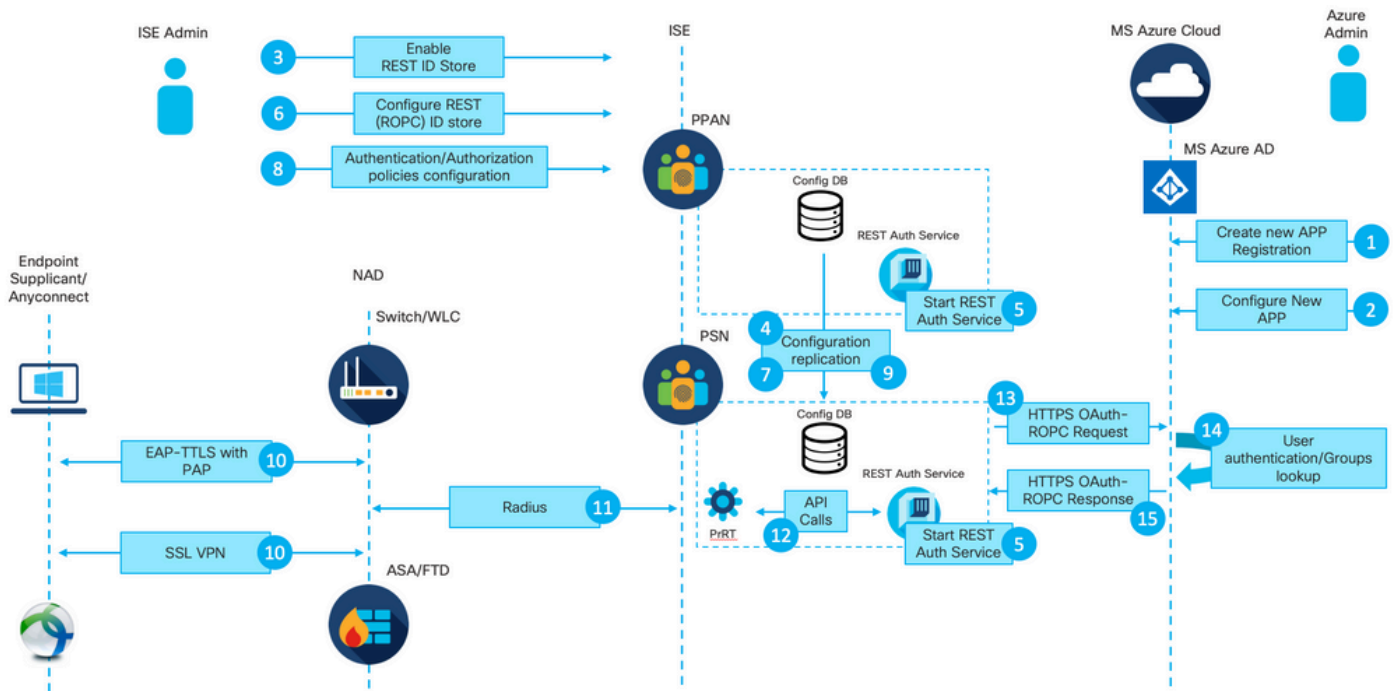 ISE Admin
ISE
MS Azure Cloud
Azure
Admin
3
Enable
REST ID Store
6
Configure REST
(ROPC) ID store
8
Authentication/Authorization
policies configuration
PPAN
MS Azure AD
Config DB
REST Auth Service
Start REST
Auth Service
5
Create new APP
Registration
1
Configure New
APP
2
Endpoint
Supplicant/
Anyconnect
NAD
Switch/WLC
PSN
4
Configuration
replication
7
9
Config DB
REST Auth Service
PrRT
API
Calls
12
Start REST
Auth Service
5
13
HTTPS OAuth-
ROPC Request
14
User
authentication/Groups
lookup
HTTPS OAuth-
ROPC Response
15
EAP-TTLS with
PAP
10
Radius
11
SSL VPN
10
ASA/FTD